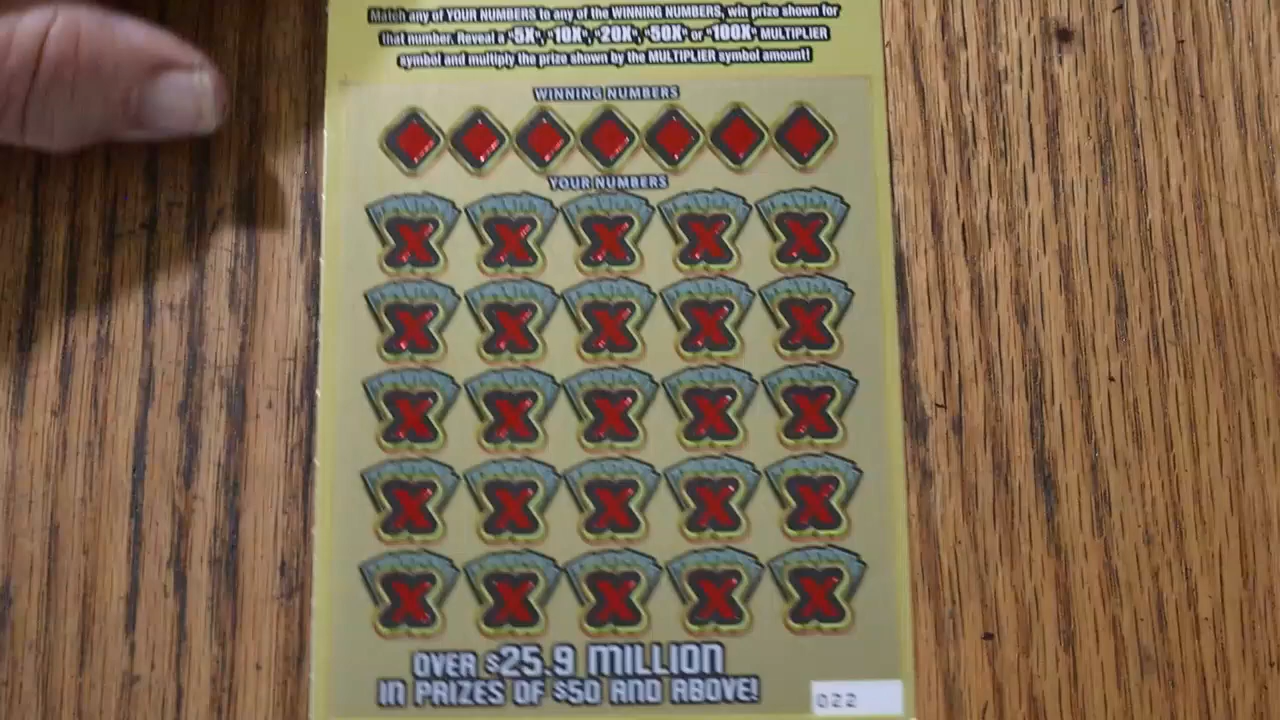 Match any of YOUR NUMBERS to any of the WINNING NUMBERS, win prize shown for
that number. Reveal a "5X", "10X", "20X", "50X" or "100X" MULTIPLIER
symbol and multiply the prize shown by the MULTIPLIER symbol amount!
WINNING NUMBERS
YOUR NUMBERS
X X X X X
X X X X X
X X X X X
X X X X X
X X X X X
OVER $25.9 MILLION
IN PRIZES OF $50 AND ABOVE!
022